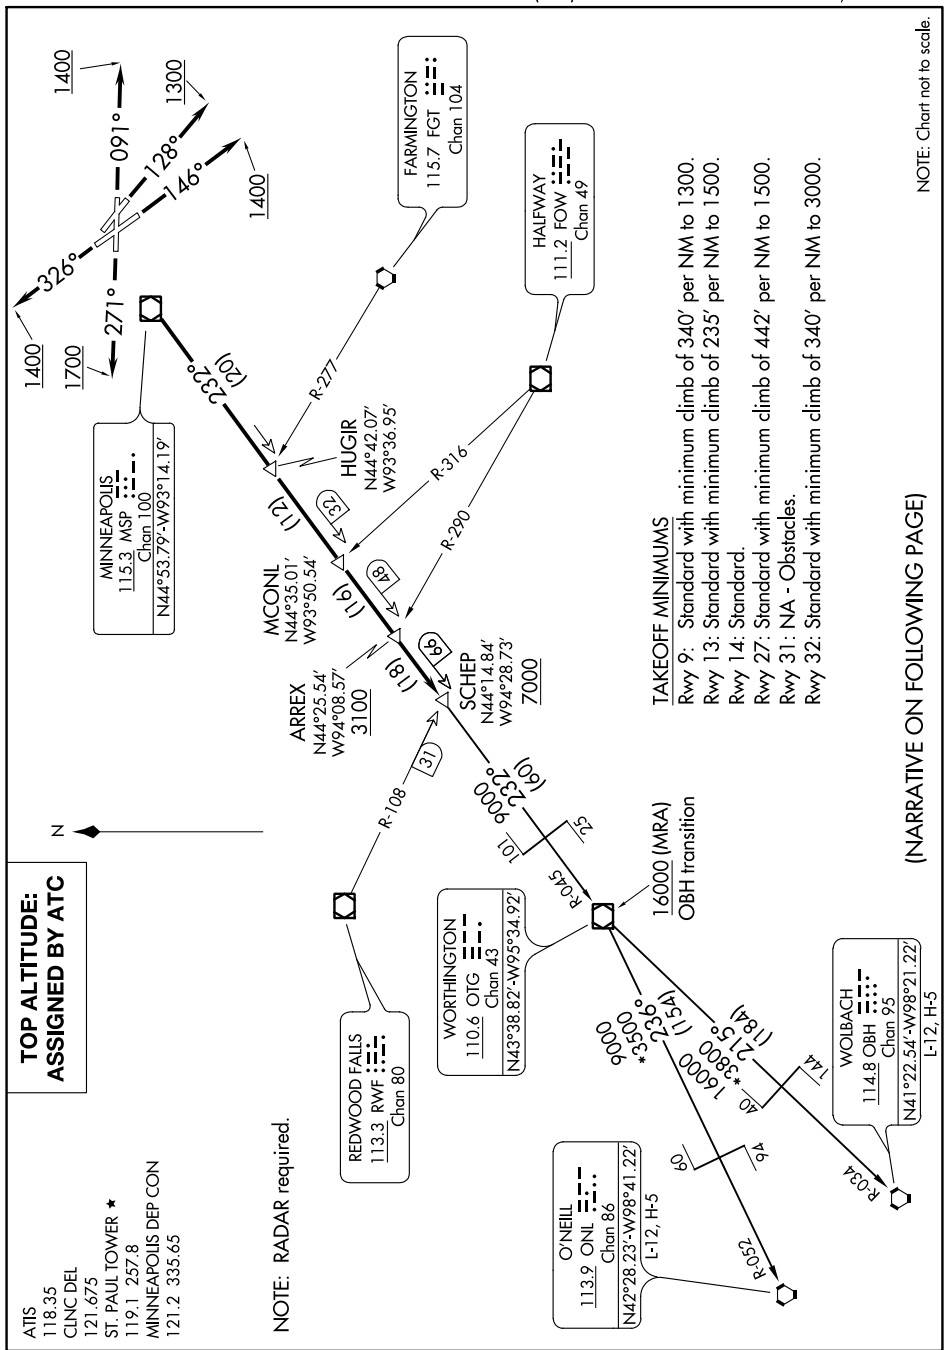 TOP ALTITUDE:
ASSIGNED BY ATC
ATIS
118.35
CLNC DEL
121.675
ST. PAUL TOWER ★
119.1 257.8
MINNEAPOLIS DEP CON
121.2 335.65
NOTE: RADAR required.
N
1400
326°
1700
271°
1400
091°
1300
128°
146°
1400
MINNEAPOLIS
115.3 MSP
Chan 100
N44°53.79'-W93°14.19'
232°
(20)
FARMINGTON
115.7 FGT
Chan 104
R-277
HUGIR
N44°42.07'
W93°36.95'
(12)
32
HALFWAY
111.2 FOW
Chan 49
R-316
R-290
MCONL
N44°35.01'
W93°50.54'
(16)
48
ARREX
N44°25.54'
W94°08.57'
3100
(18)
66
SCHEP
N44°14.84'
W94°28.73'
7000
R-108
31
REDWOOD FALLS
113.3 RWF
Chan 80
9000
232°
(60)
101
25
R-045
WORTHINGTON
110.6 OTG
Chan 43
N43°38.82'-W95°34.92'
16000 (MRA)
OBH transition
9000
*3500
236°
(154)
60
94
R-052
O'NEILL
113.9 ONL
Chan 86
N42°28.23'-W98°41.22'
L-12, H-5
16000
*3800
215°
(184)
40
144
R-034
WOLBACH
114.8 OBH
Chan 95
N41°22.54'-W98°21.22'
L-12, H-5
TAKEOFF MINIMUMS
Rwy 9: Standard with minimum climb of 340' per NM to 1300.
Rwy 13: Standard with minimum climb of 235' per NM to 1500.
Rwy 14: Standard.
Rwy 27: Standard with minimum climb of 442' per NM to 1500.
Rwy 31: NA - Obstacles.
Rwy 32: Standard with minimum climb of 340' per NM to 3000.
(NARRATIVE ON FOLLOWING PAGE)
NOTE: Chart not to scale.